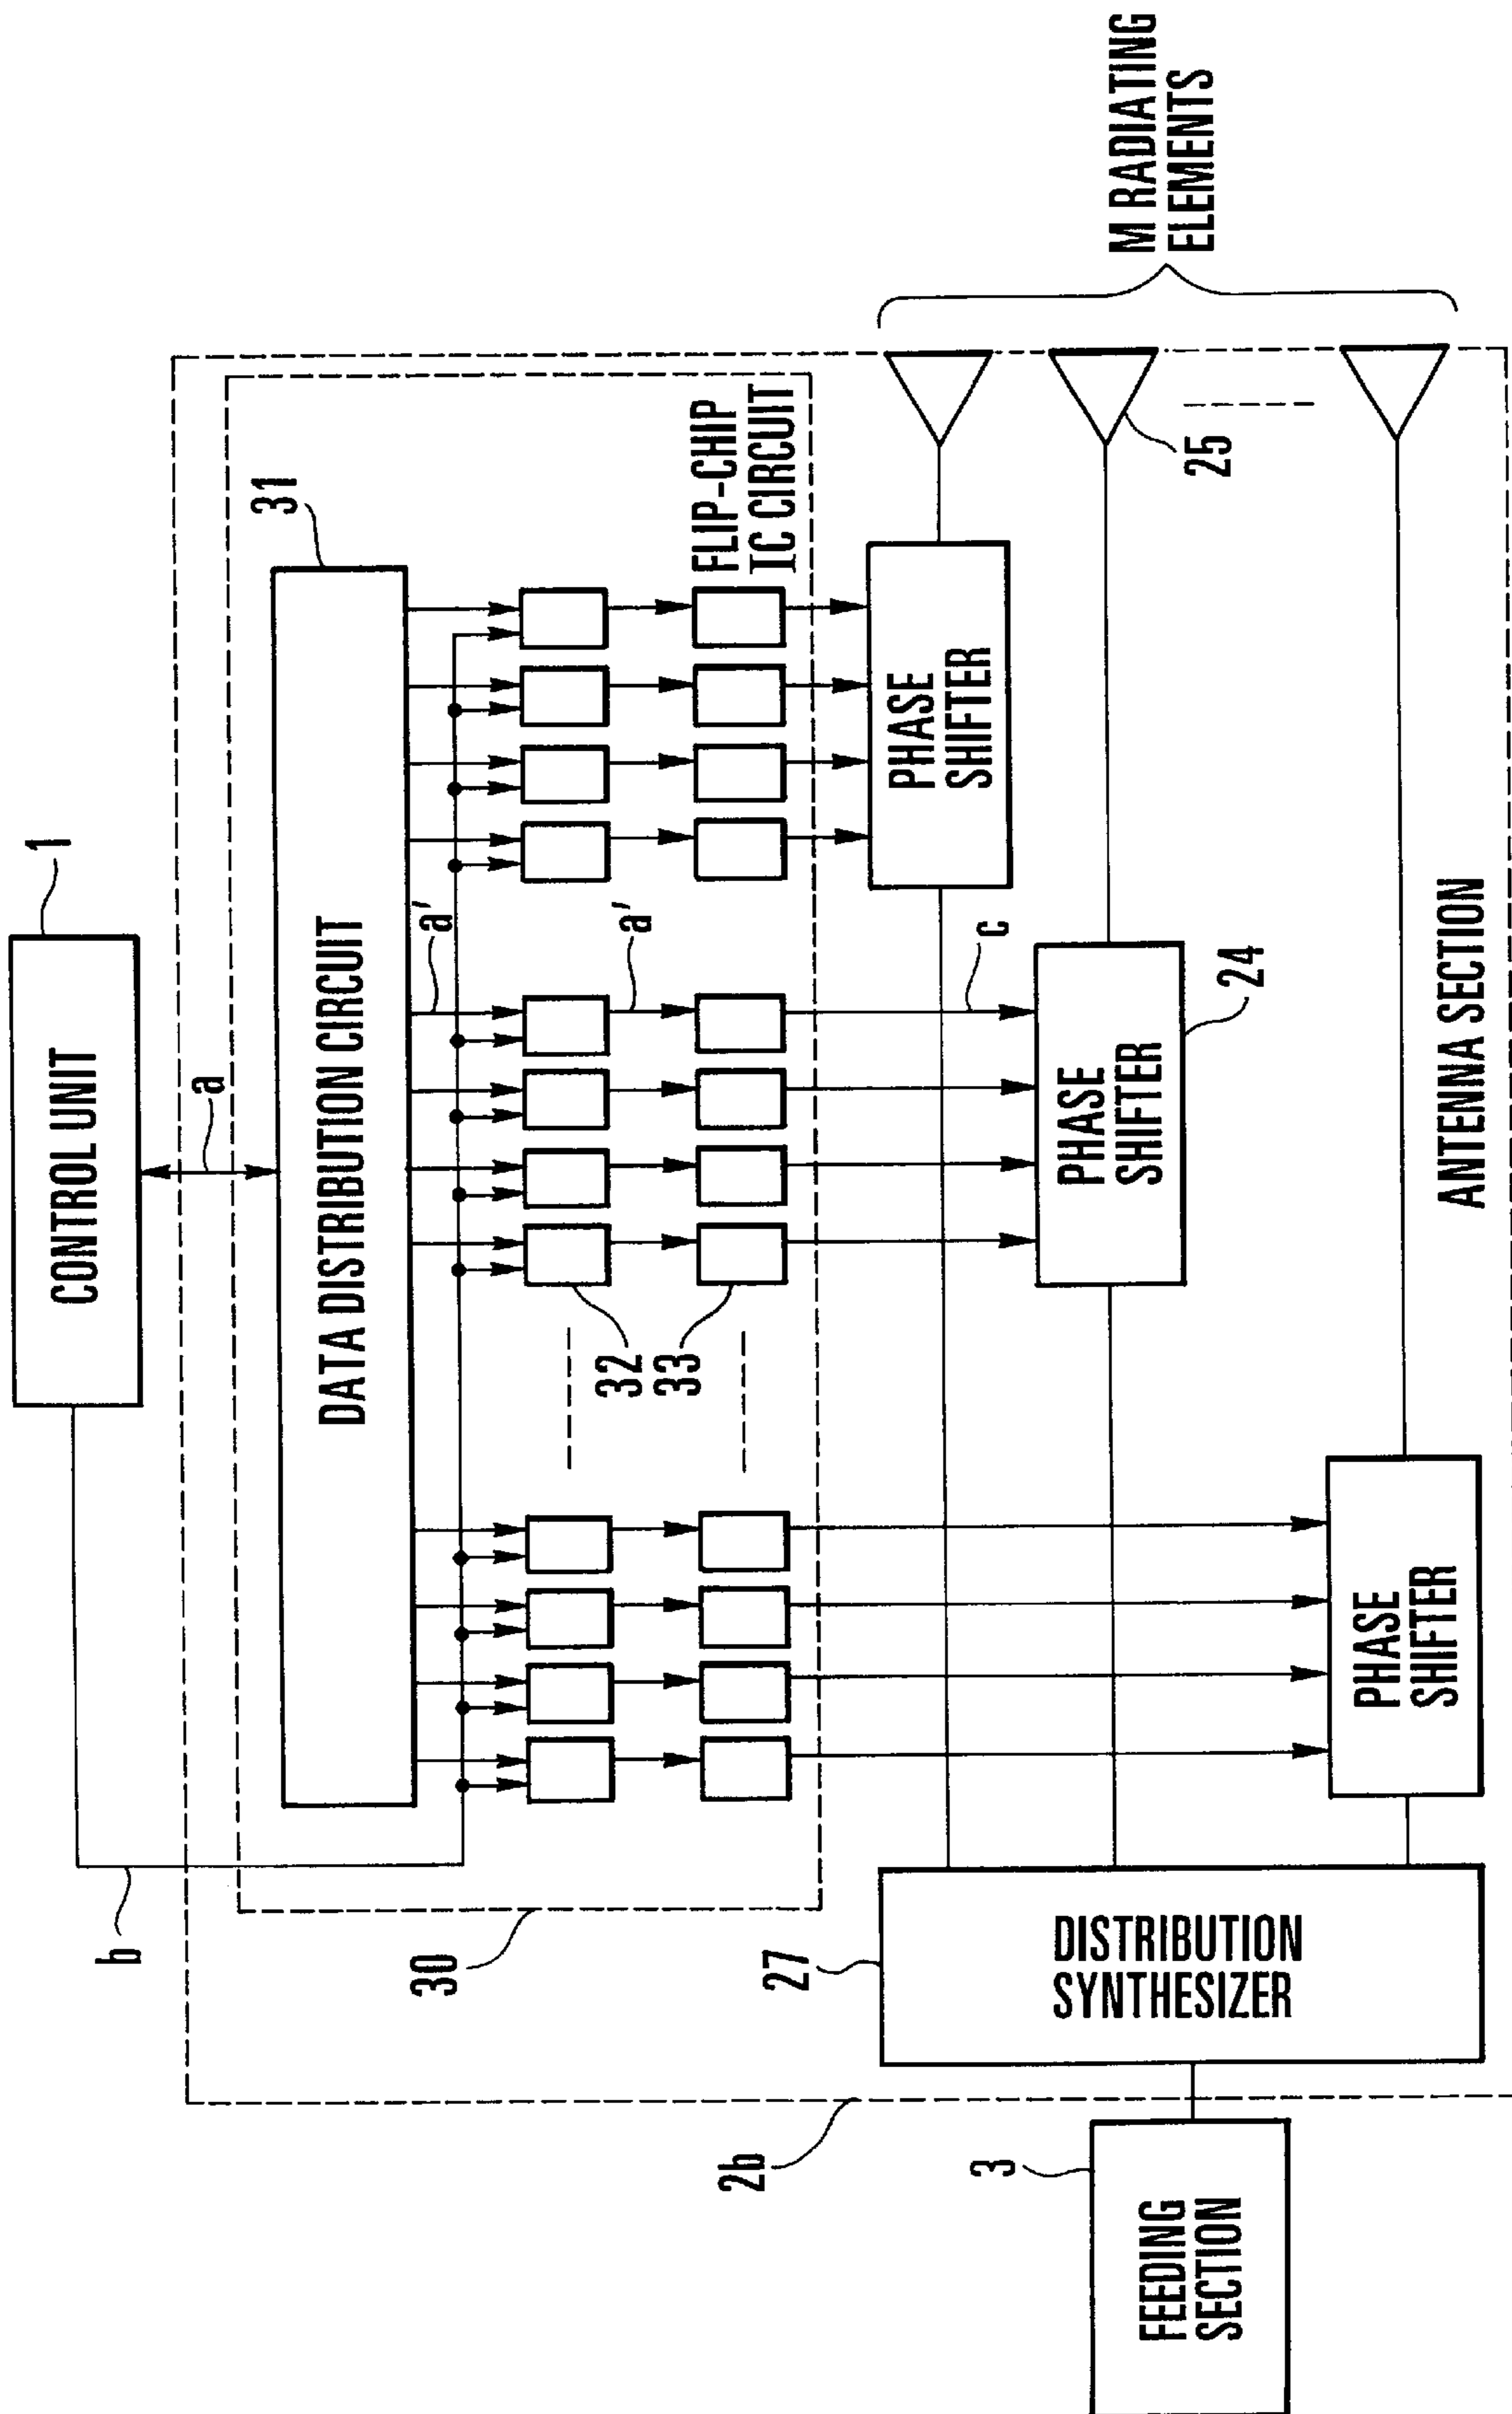 CONTROL UNIT
1
a
b
DATA DISTRIBUTION CIRCUIT
31
a'
a'
32
33
FLIP-CHIP
IC CIRCUIT
30
c
PHASE
SHIFTER
PHASE
SHIFTER
24
PHASE
SHIFTER
25
M RADIATING
ELEMENTS
27
DISTRIBUTION
SYNTHESIZER
2b
3
FEEDING
SECTION
ANTENNA SECTION